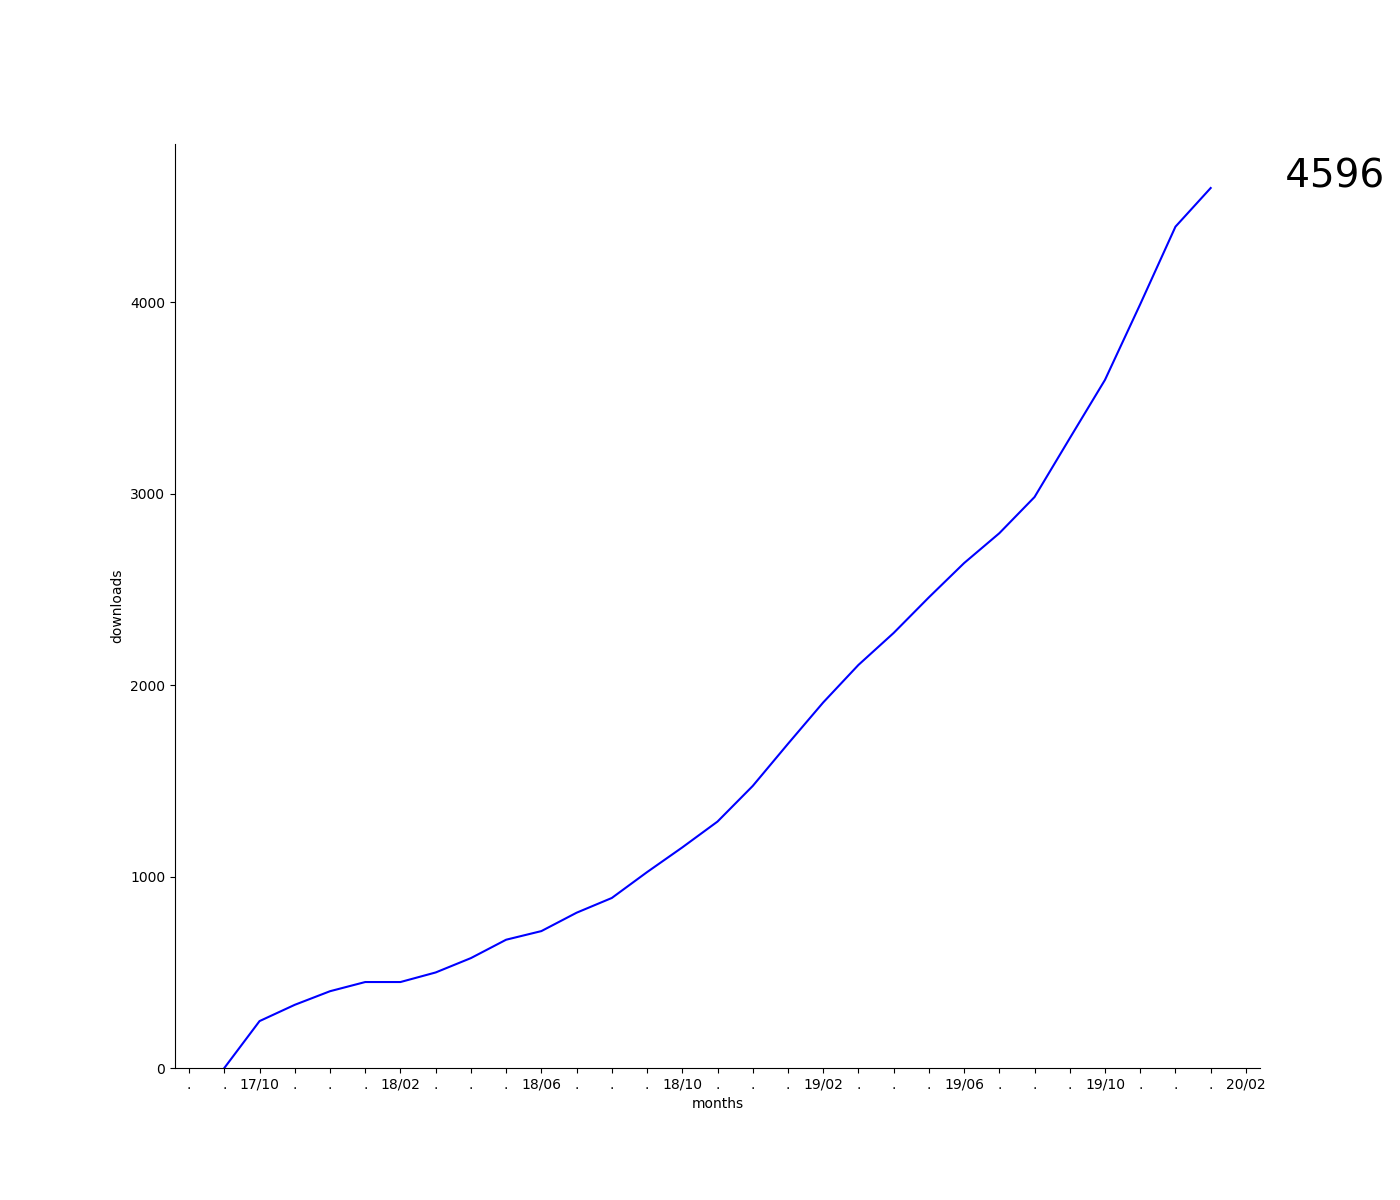 4596
4000
3000
downloads
2000
1000
0
. . 17/10 . . . 18/02 . . . 18/06 . . . 18/10 . . . 19/02 . . . 19/06 . . . 19/10 . . . 20/02
months